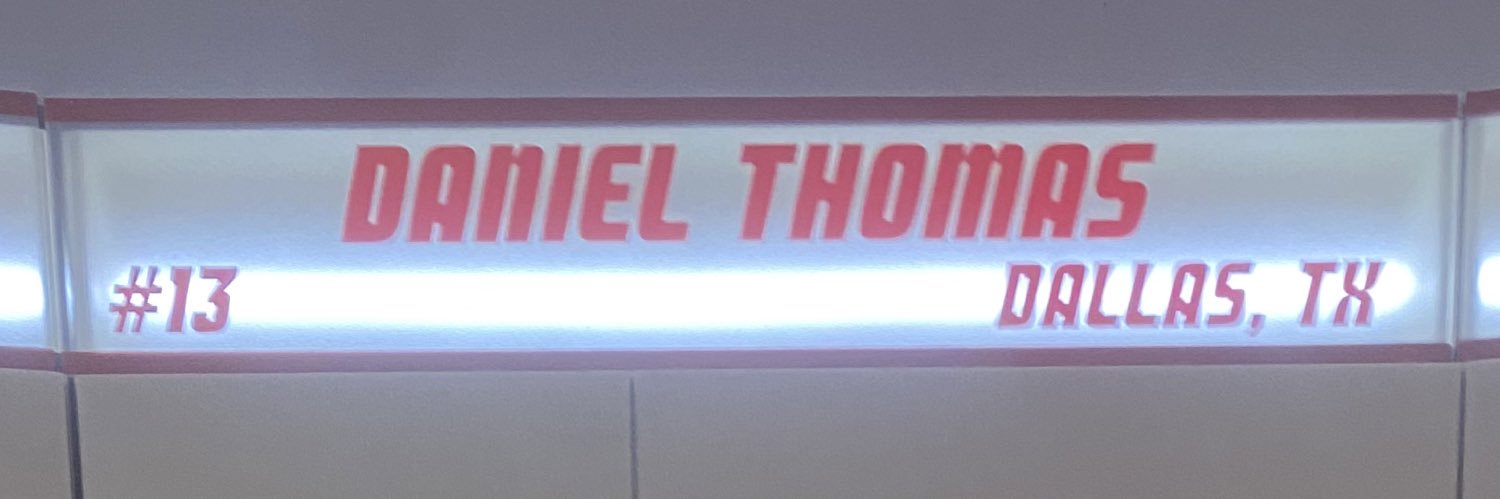 DANIEL THOMAS
#13 DALLAS, TX